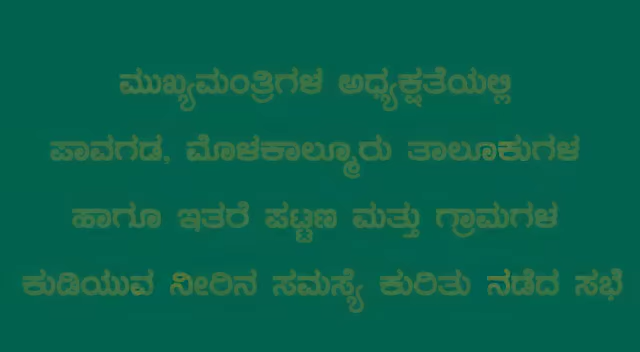 ಮುಖ್ಯಮಂತ್ರಿಗಳ ಅಧ್ಯಕ್ಷತೆಯಲ್ಲಿ
ಪಾವಗಡ, ಮೊಳಕಾಲ್ಮೂರು ತಾಲೂಕುಗಳ
ಹಾಗೂ ಇತರೆ ಪಟ್ಟಣ ಮತ್ತು ಗ್ರಾಮಗಳ
ಕುಡಿಯುವ ನೀರಿನ ಸಮಸ್ಯೆ ಕುರಿತು ನಡೆದ ಸಭೆ